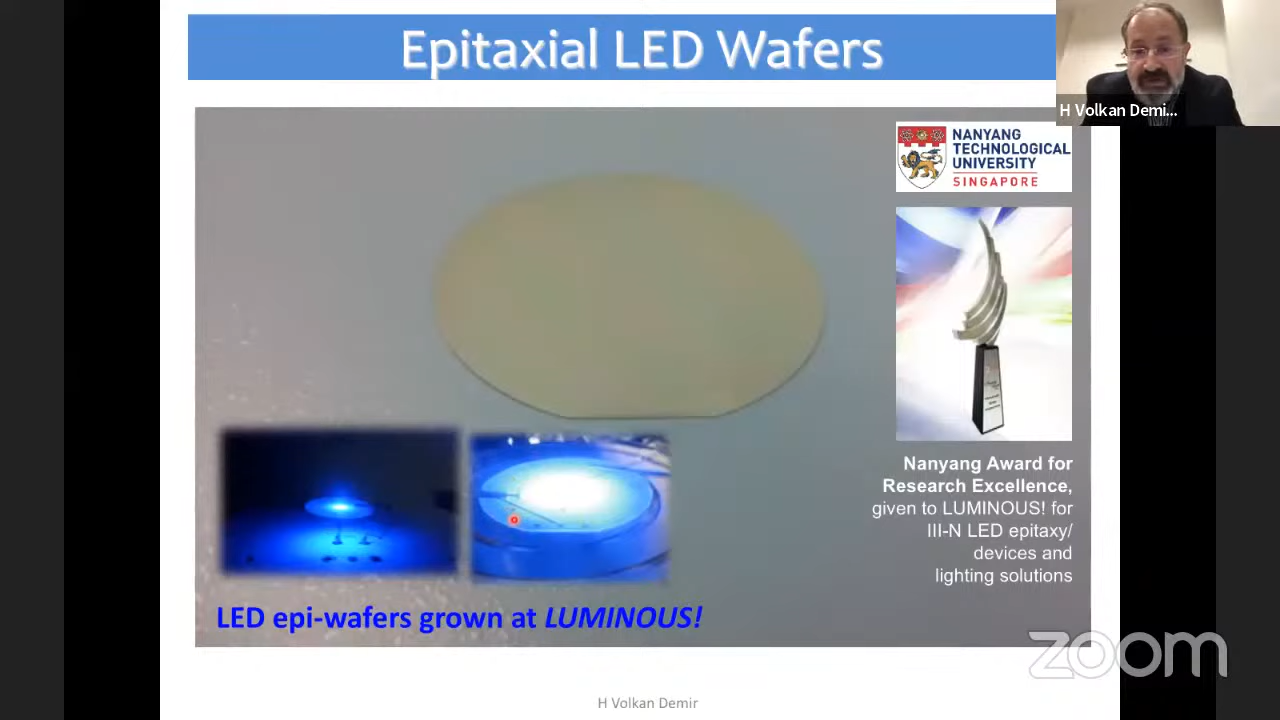 Epitaxial LED Wafers
H Volkan Demi...
NANYANG
TECHNOLOGICAL
UNIVERSITY
SINGAPORE
Nanyang Award for
Research Excellence,
given to LUMINOUS! for
III-N LED epitaxy/
devices and
lighting solutions
LED epi-wafers grown at LUMINOUS!
zoom
H Volkan Demir